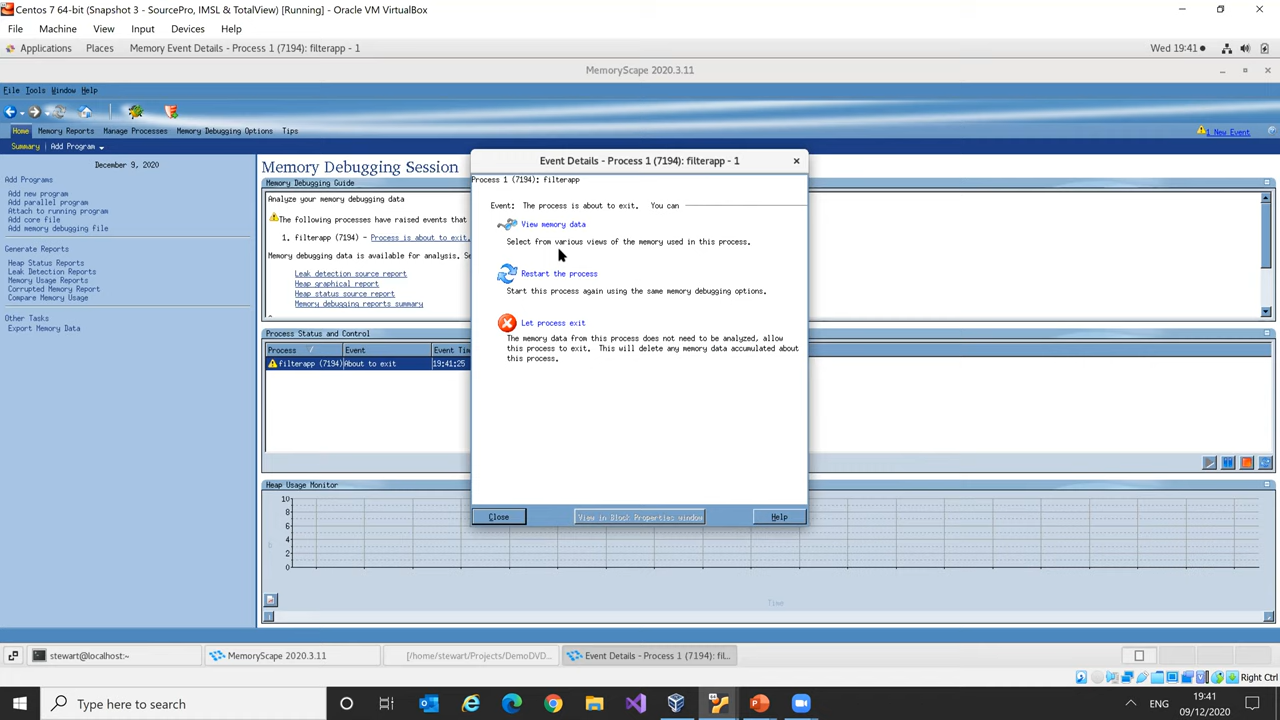 Centos 7 64-bit (Snapshot 3 - SourcePro, IMSL & TotalView) [Running] - Oracle VM VirtualBox
File Machine View Input Devices Help
Applications Places Memory Event Details - Process 1 (7194): filterapp - 1 Wed 19:41
MemoryScape 2020.3.11
File Tools Window Help
Home Memory Reports Manage Processes Memory Debugging Options Tips 1 New Event
Summary Add Program
December 9, 2020
Add Programs
Add new program
Add parallel program
Attach to running program
Add core file
Add memory debugging file
Generate Reports
Heap Status Reports
Leak Detection Reports
Memory Usage Reports
Corrupted Memory Report
Compare Memory Usage
Other Tasks
Export Memory Data
Memory Debugging Session
Memory Debugging Guide
Analyze your memory debugging data
The following processes have raised events that
1. filterapp (7194) - Process is about to exit.
Memory debugging data is available for analysis. Se
Leak detection source report
Heap graphical report
Heap status source report
Memory debugging reports summary
Process Status and Control
Process Event Event Tim
filterapp (7194) About to exit 19:41:25
Heap Usage Monitor
10
8
6
4
2
0
Time
Event Details - Process 1 (7194): filterapp - 1
Process 1 (7194): filterapp
Event: The process is about to exit. You can
View memory data
Select from various views of the memory used in this process.
Restart the process
Start this process again using the same memory debugging options.
Let process exit
The memory data from this process does not need to be analyzed, allow
this process to exit. This will delete any memory data accumulated about
this process.
Close View in Block Properties window Help
stewart@localhost:~ MemoryScape 2020.3.11 [/home/stewart/Projects/DemoDVD... Event Details - Process 1 (7194): fil...
Right Ctrl
Type here to search
ENG
19:41
09/12/2020